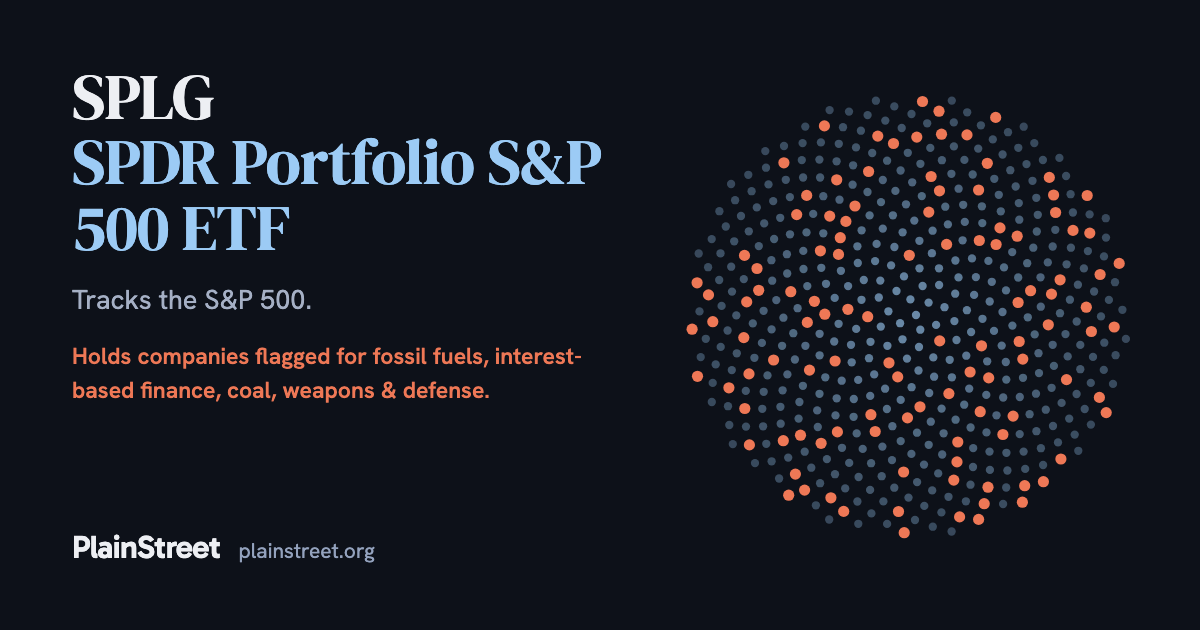 SPLG
SPDR Portfolio S&P
500 ETF
Tracks the S&P 500.
Holds companies flagged for fossil fuels, interest-
based finance, coal, weapons & defense.
PlainStreet plainstreet.org